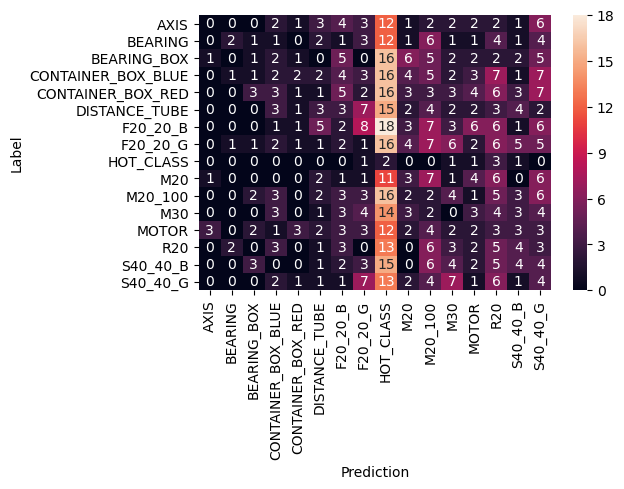 Label
AXIS 0 0 0 2 1 3 4 3 12 1 2 2 2 2 1 6
BEARING 0 2 1 1 0 2 1 3 12 1 6 1 1 4 1 4
BEARING_BOX 1 0 1 2 1 0 5 0 16 6 5 2 2 2 2 5
CONTAINER_BOX_BLUE 0 1 1 2 2 2 4 3 16 4 5 2 3 7 1 7
CONTAINER_BOX_RED 0 0 3 3 1 1 5 2 16 3 3 3 4 6 3 7
DISTANCE_TUBE 0 0 0 3 1 3 3 7 15 2 4 2 2 3 4 2
F20_20_B 0 0 0 1 1 5 2 8 18 3 7 3 6 6 1 6
F20_20_G 0 1 1 2 1 1 2 1 16 4 7 6 2 6 5 5
HOT_CLASS 0 0 0 0 0 0 1 2 0 0 1 1 3 1 0
M20 1 0 0 0 0 2 1 1 11 3 7 1 4 6 0 6
M20_100 0 0 2 3 0 2 3 3 16 2 2 4 1 5 3 6
M30 0 0 0 3 0 1 3 4 14 3 2 0 3 4 3 4
MOTOR 3 0 2 1 3 2 3 3 12 2 4 2 2 3 3 3
R20 0 2 0 3 0 1 3 0 13 0 6 3 2 5 4 3
S40_40_B 0 0 3 0 0 1 2 3 15 0 6 4 2 5 4 4
S40_40_G 0 0 0 2 1 1 1 7 13 2 4 7 1 6 1 4
AXIS
BEARING
BEARING_BOX
CONTAINER_BOX_BLUE
CONTAINER_BOX_RED
DISTANCE_TUBE
F20_20_B
F20_20_G
HOT_CLASS
M20
M20_100
M30
MOTOR
R20
S40_40_B
S40_40_G
Prediction
18
15
12
9
6
3
0